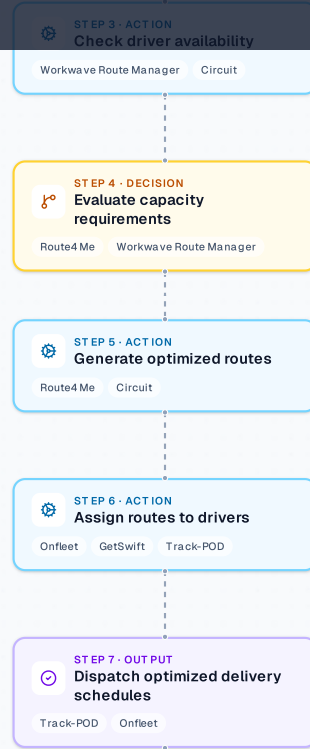 STEP 3 · ACTION
Check driver availability
Workwave Route Manager Circuit
STEP 4 · DECISION
Evaluate capacity
requirements
Route4Me Workwave Route Manager
STEP 5 · ACTION
Generate optimized routes
Route4Me Circuit
STEP 6 · ACTION
Assign routes to drivers
Onfleet GetSwift Track-POD
STEP 7 · OUTPUT
Dispatch optimized delivery
schedules
Track-POD Onfleet